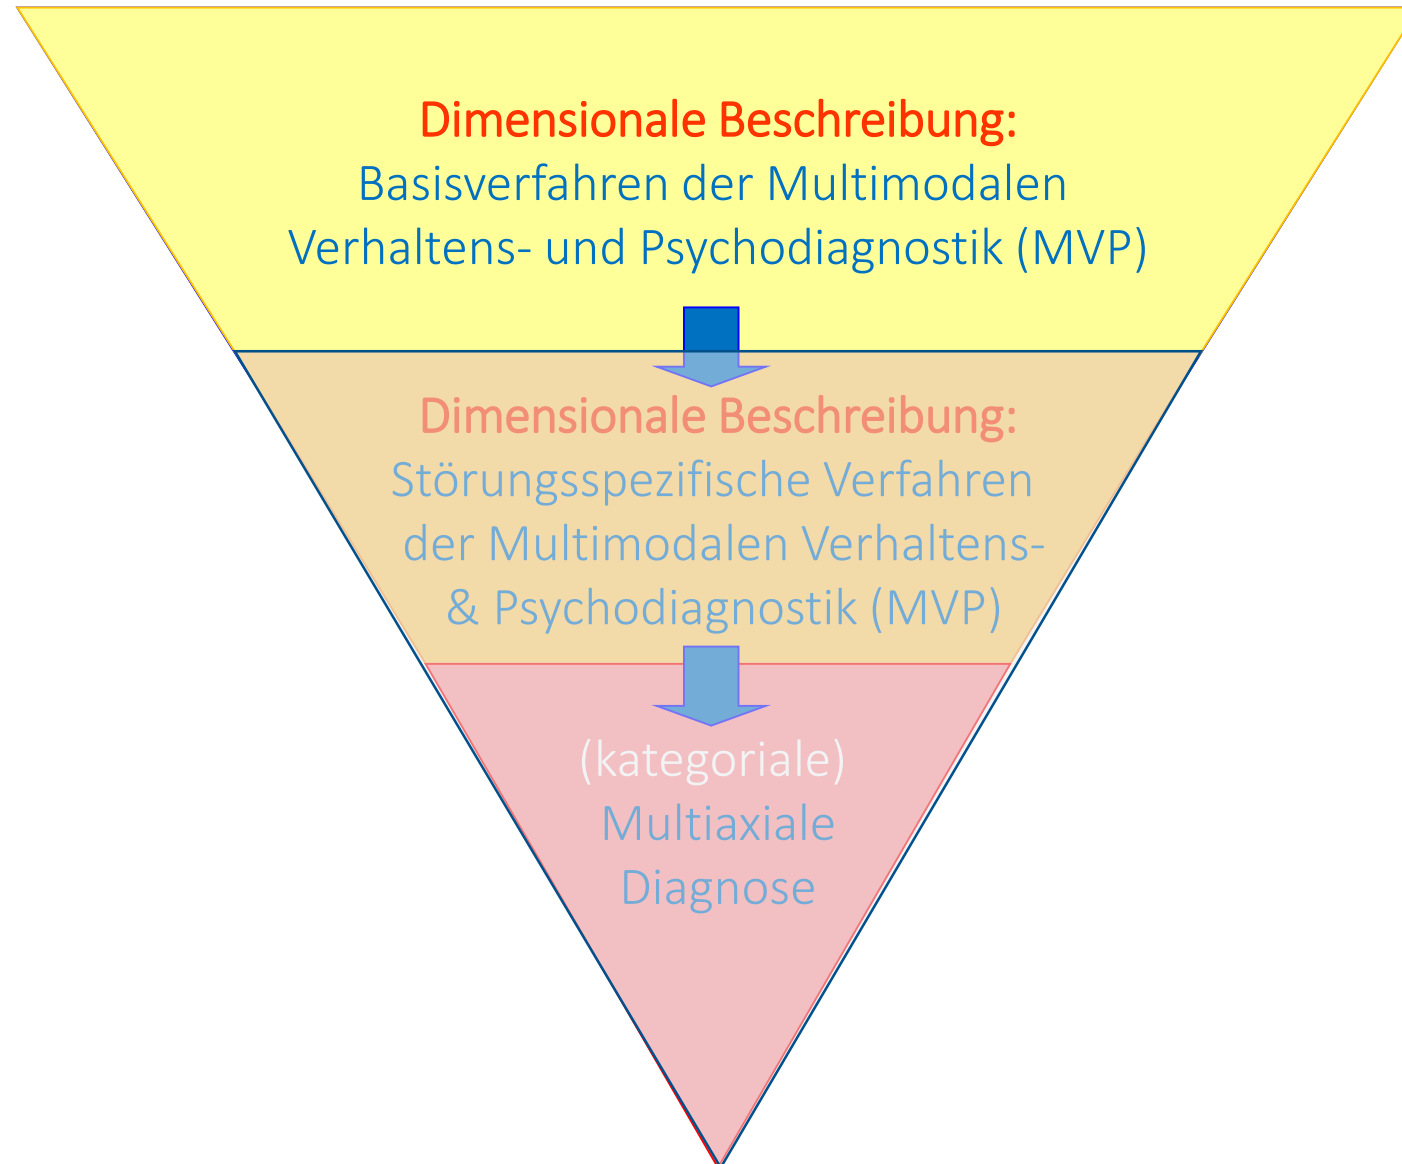 Dimensionale Beschreibung:
Basisverfahren der Multimodalen
Verhaltens- und Psychodiagnostik (MVP)
Dimensionale Beschreibung:
Störungsspezifische Verfahren
der Multimodalen Verhaltens-
& Psychodiagnostik (MVP)
(kategoriale)
Multiaxiale
Diagnose